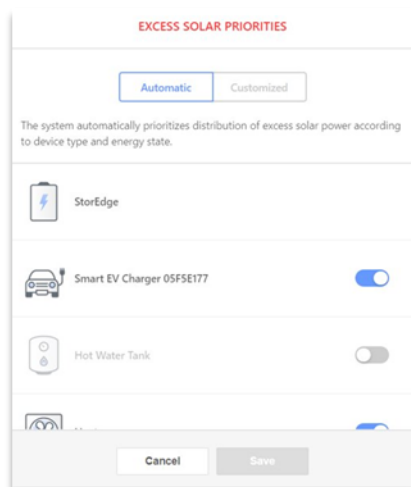 EXCESS SOLAR PRIORITIES
Automatic Customized
The system automatically prioritizes distribution of excess solar power according
to device type and energy state.
StorEdge
Smart EV Charger 05F5E177
Hot Water Tank
Cancel Save